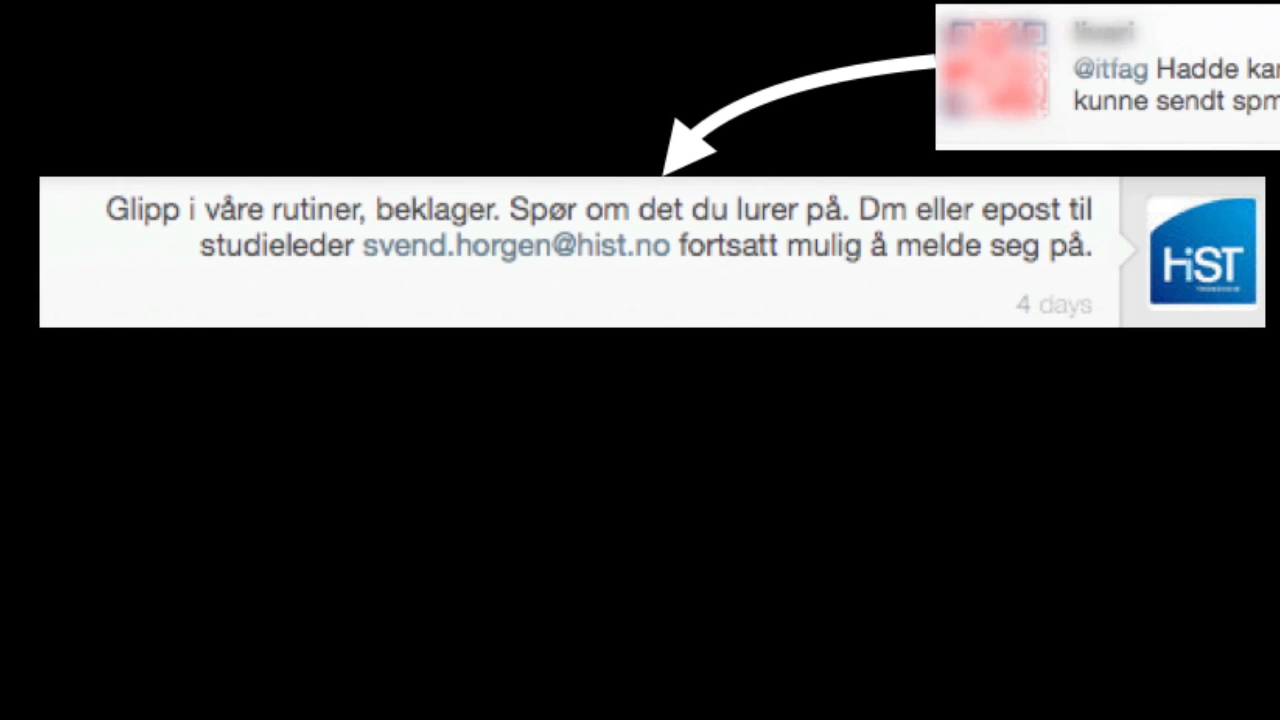 @itfag Hadde
kunne sendt spm
Glipp i våre rutiner, beklager. Spør om det du lurer på. Dm eller epost til
studieleder svend.horgen@hist.no fortsatt mulig å melde seg på.
4 days
HiST